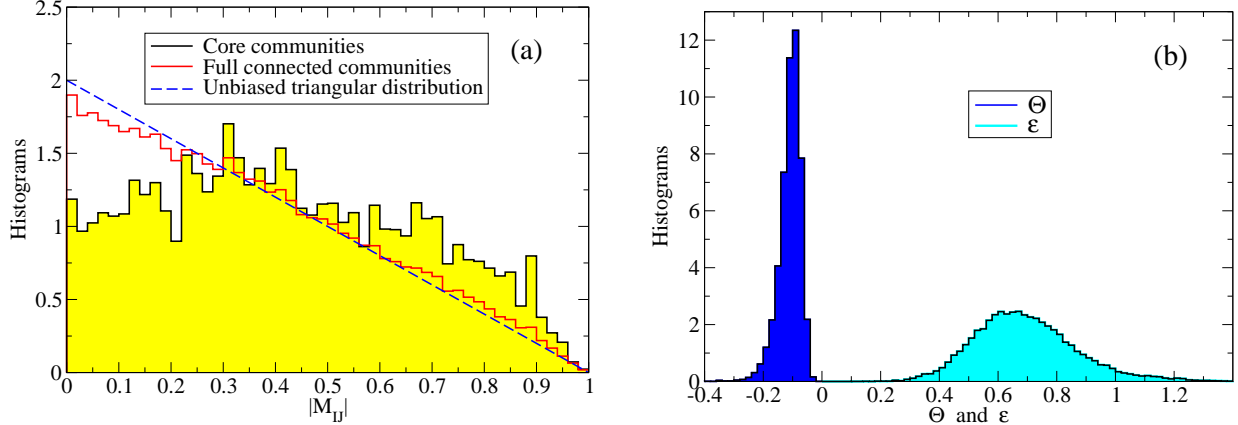 (a)
Core communities
Full connected communities
Unbiased triangular distribution
Histograms
2.5
2
1.5
1
0.5
0
0 0.1 0.2 0.3 0.4 0.5 0.6 0.7 0.8 0.9 1
|M_IJ|
(b)
Θ
ε
Histograms
12
10
8
6
4
2
0
-0.4 -0.2 0 0.2 0.4 0.6 0.8 1 1.2
Θ and ε